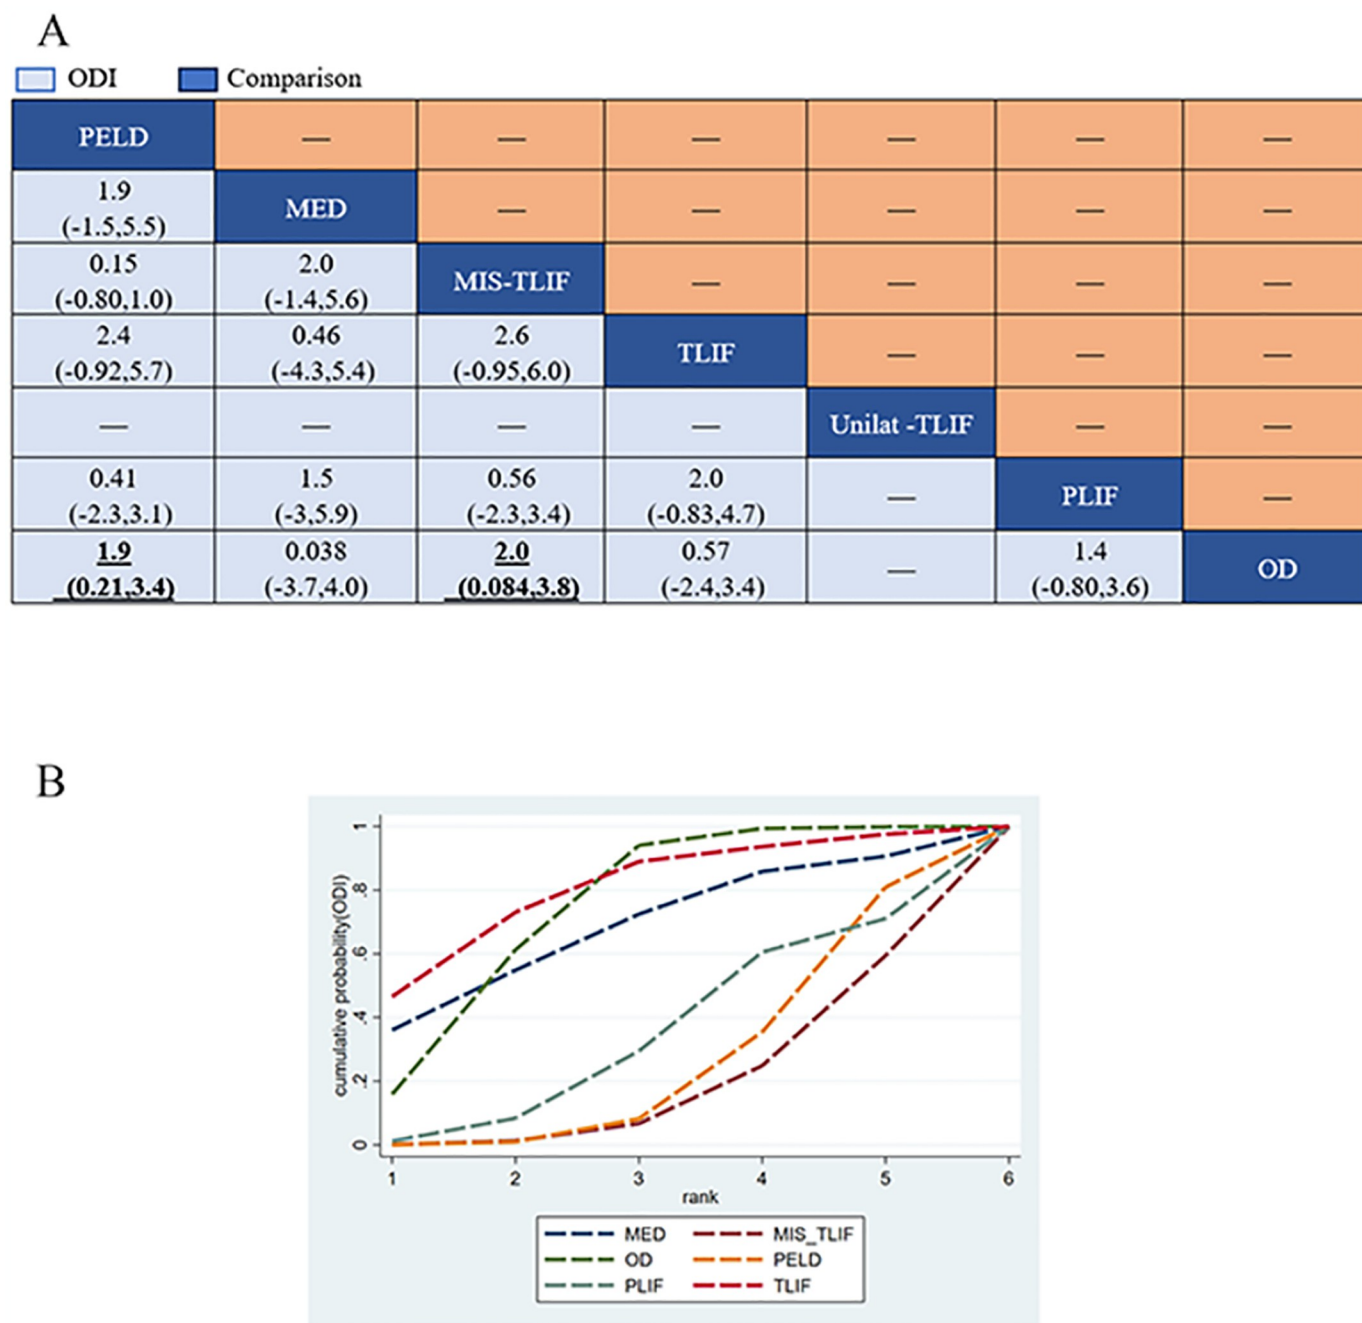 A
ODI Comparison
PELD — — — — — —
1.9 MED — — — — —
(-1.5,5.5)
0.15 2.0 MIS-TLIF — — — —
(-0.80,1.0) (-1.4,5.6)
2.4 0.46 2.6 TLIF — — —
(-0.92,5.7) (-4.3,5.4) (-0.95,6.0)
— — — — Unilat -TLIF — —
0.41 1.5 0.56 2.0 — PLIF —
(-2.3,3.1) (-3,5.9) (-2.3,3.4) (-0.83,4.7)
1.9 0.038 2.0 0.57 — 1.4 OD
(0.21,3.4) (-3.7,4.0) (0.084,3.8) (-2.4,3.4) (-0.80,3.6)
B
cumulative probability(ODI)
1
.8
.6
.4
.2
0
1 2 3 4 5 6
rank
MED MIS_TLIF
OD PELD
PLIF TLIF